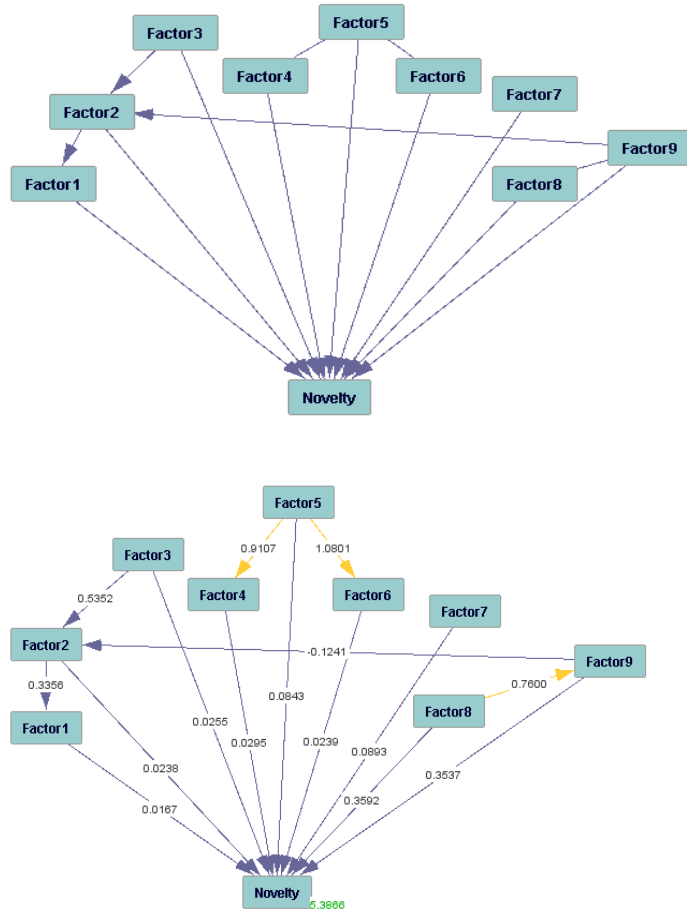 Factor3
Factor5
Factor4
Factor6
Factor7
Factor2
Factor9
Factor1
Factor8
Novelty
Factor5
Factor3
0.9107
1.0801
Factor4
Factor6
0.5352
Factor7
Factor2
-0.1241
Factor9
0.3356
0.7600
0.0843
Factor1
Factor8
0.0255
0.0295
0.0239
0.0893
0.0238
0.3537
0.3592
0.0167
Novelty
5.3866